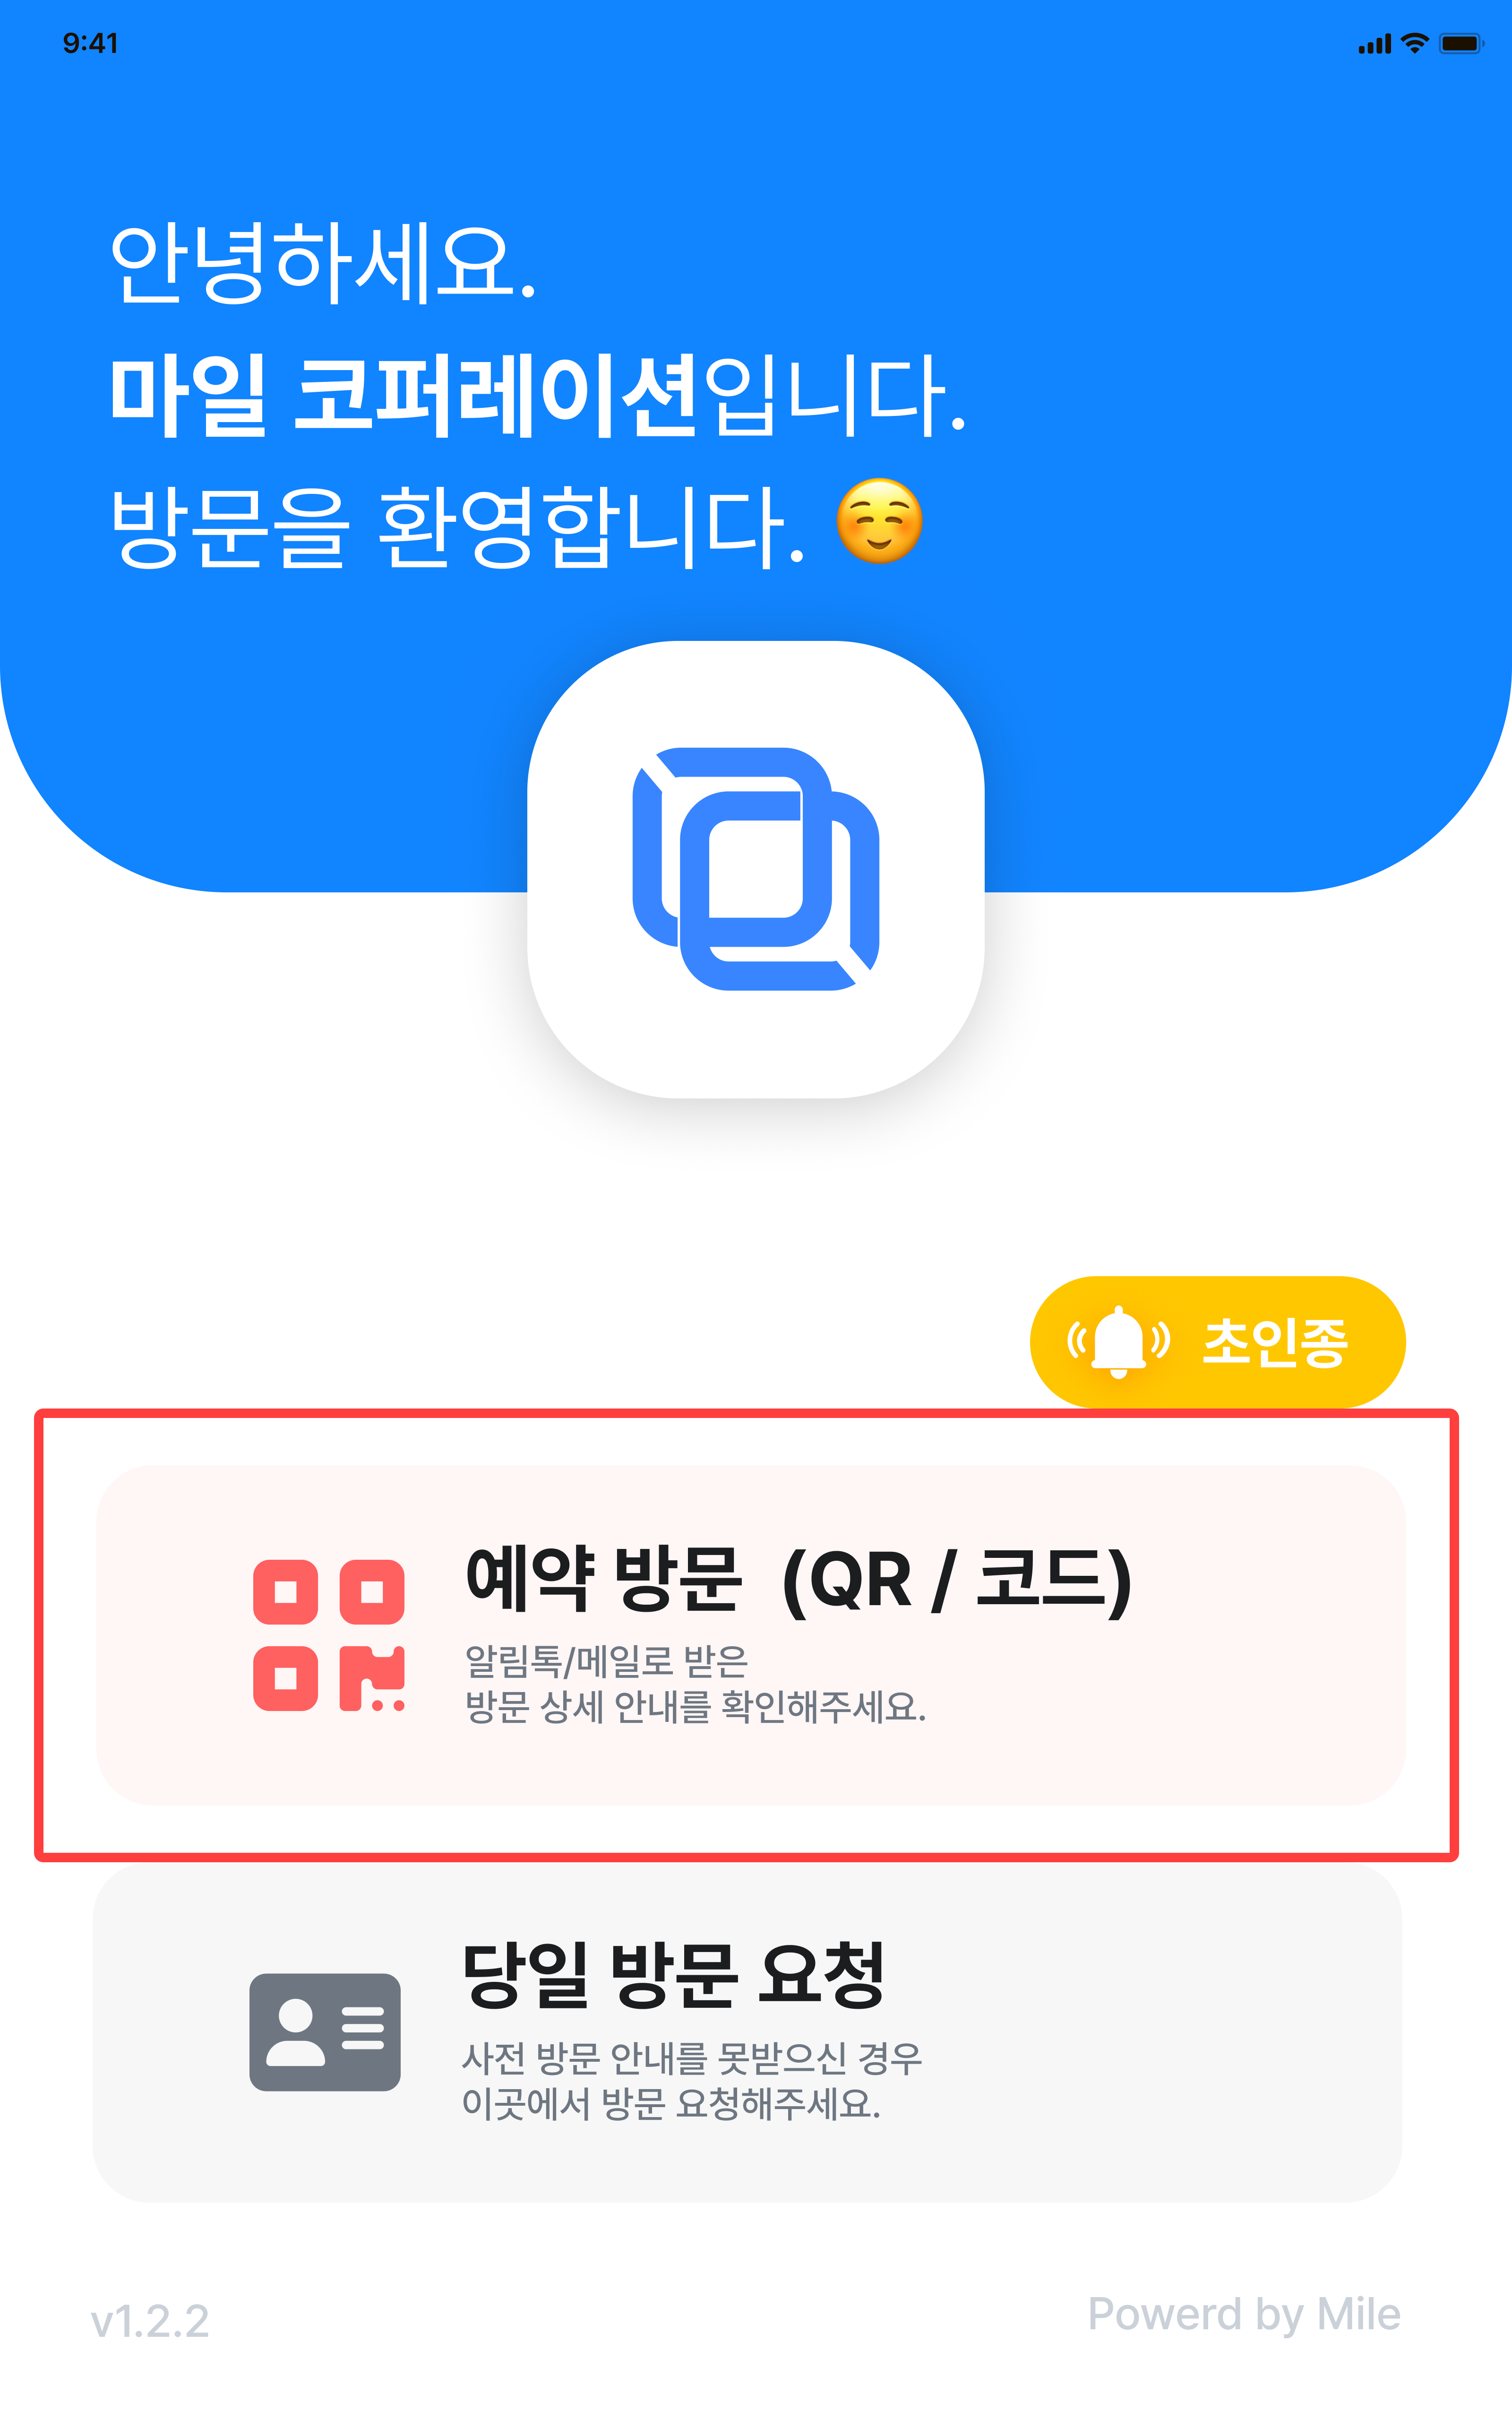 9:41
안녕하세요.
마일 코퍼레이션입니다.
방문을 환영합니다. ☺️
초인종
예약 방문 (QR / 코드)
알림톡/메일로 받은
방문 상세 안내를 확인해주세요.
당일 방문 요청
사전 방문 안내를 못받으신 경우
이곳에서 방문 요청해주세요.
v1.2.2
Powerd by Mile